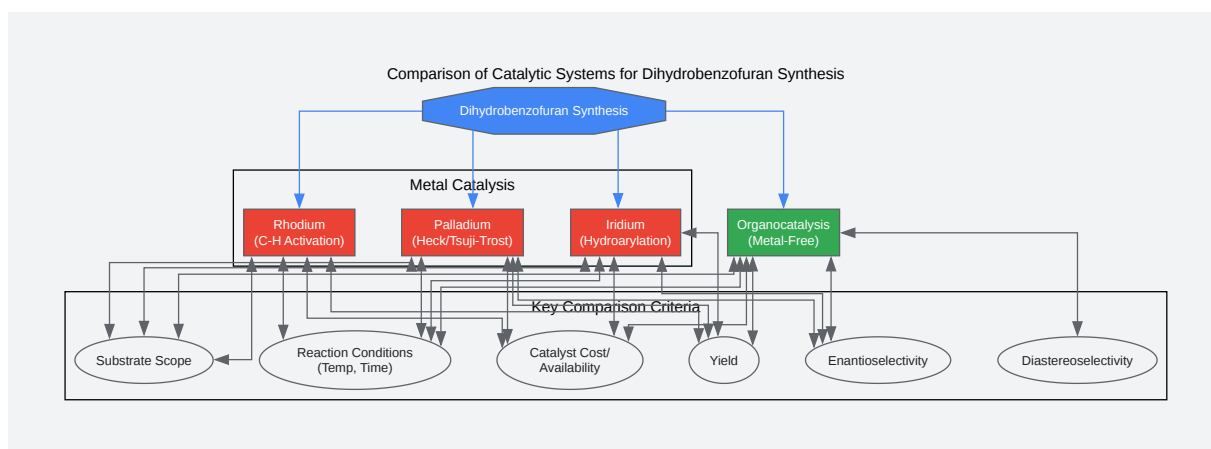 Comparison of Catalytic Systems for Dihydrobenzofuran Synthesis
Dihydrobenzofuran Synthesis
Metal Catalysis
Rhodium
(C-H Activation)
Palladium
(Heck/Tsuji-Trost)
Iridium
(Hydroarylation)
Organocatalysis
(Metal-Free)
Key Comparison Criteria
Substrate Scope
Reaction Conditions
(Temp, Time)
Catalyst Cost/
Availability
Yield
Enantioselectivity
Diastereoselectivity